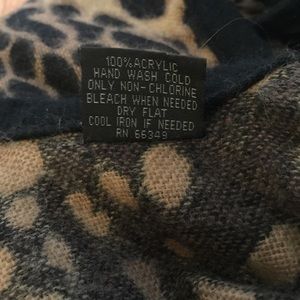 100% ACRYLIC
HAND WASH COLD
ONLY NON-CHLORINE
BLEACH WHEN NEEDED
DRY FLAT
COOL IRON IF NEEDED
RN 66349